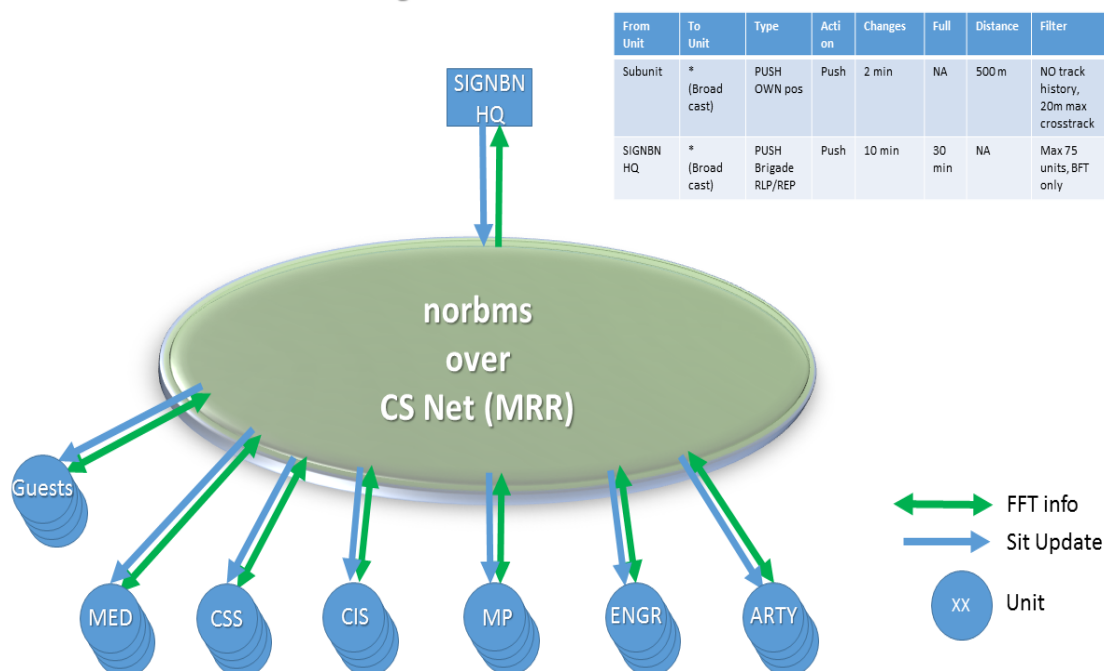 From Unit
To Unit
Type
Acti on
Changes
Full
Distance
Filter
Subunit
*
(Broad cast)
PUSH OWN pos
Push
2 min
NA
500 m
NO track history, 20m max crosstrack
SIGNBN HQ
*
(Broad cast)
PUSH Brigade RLP/REP
Push
10 min
30 min
NA
Max 75 units, BFT only
SIGNBN
HQ
norbms
over
CS Net (MRR)
Guests
MED
CSS
CIS
MP
ENGR
ARTY
FFT info
Sit Update
XX
Unit